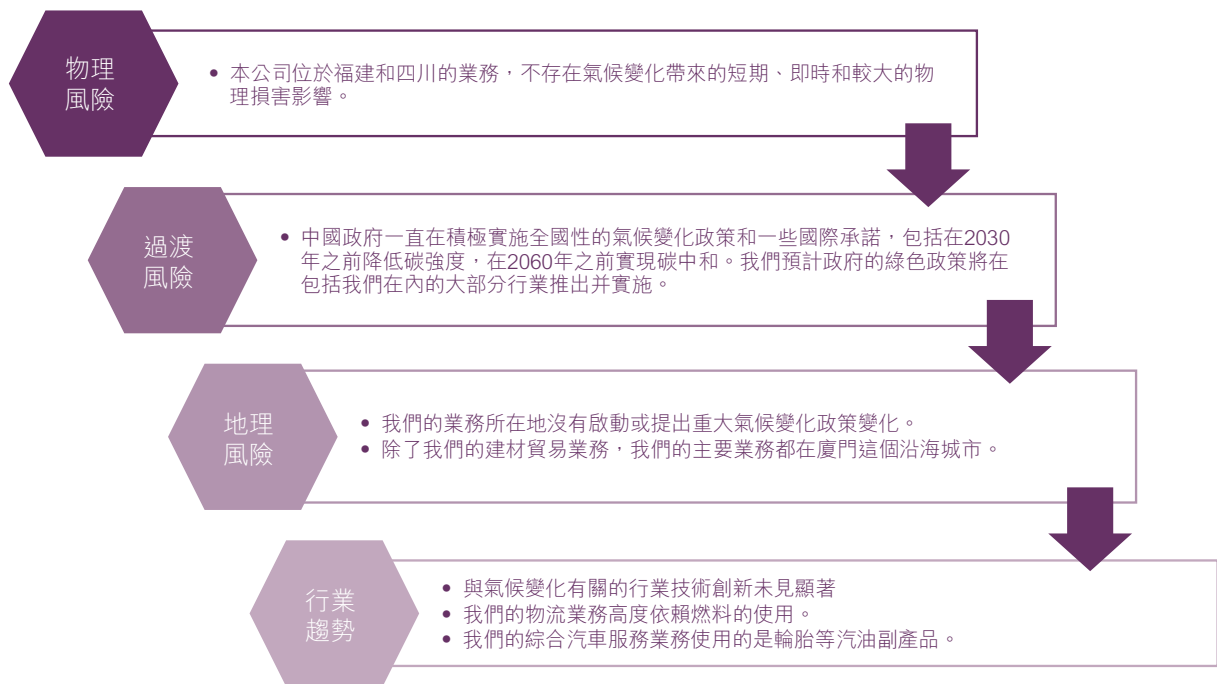 物理
風險
• 本公司位於福建和四川的業務，不存在氣候變化帶來的短期、即時和較大的物
理損害影響。
過渡
風險
• 中國政府一直在積極實施全國性的氣候變化政策和一些國際承諾，包括在2030
年之前降低碳強度，在2060年之前實現碳中和。我們預計政府的綠色政策將在
包括我們在內的大部分行業推出并實施。
地理
風險
• 我們的業務所在地沒有啟動或提出重大氣候變化政策變化。
• 除了我們的建材貿易業務，我們的主要業務都在廈門這個沿海城市。
行業
趨勢
• 與氣候變化有關的行業技術創新未見顯著
• 我們的物流業務高度依賴燃料的使用。
• 我們的綜合汽車服務業務使用的是輪胎等汽油副產品。